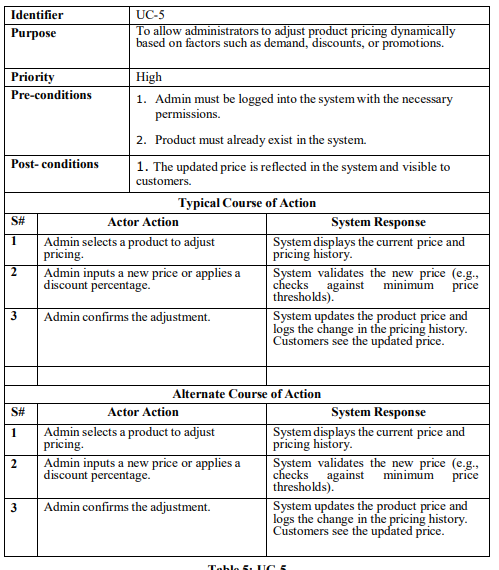 Identifier UC-5
Purpose To allow administrators to adjust product pricing dynamically
based on factors such as demand, discounts, or promotions.
Priority High
Pre-conditions 1. Admin must be logged into the system with the necessary
permissions.
2. Product must already exist in the system.
Post- conditions 1. The updated price is reflected in the system and visible to
customers.
Typical Course of Action
S# Actor Action System Response
1 Admin selects a product to adjust System displays the current price and
pricing. pricing history.
2 Admin inputs a new price or applies a System validates the new price (e.g.,
discount percentage. checks against minimum price
thresholds).
3 Admin confirms the adjustment. System updates the product price and
logs the change in the pricing history.
Customers see the updated price.
Alternate Course of Action
S# Actor Action System Response
1 Admin selects a product to adjust System displays the current price and
pricing. pricing history.
2 Admin inputs a new price or applies a System validates the new price (e.g.,
discount percentage. checks against minimum price
thresholds).
3 Admin confirms the adjustment. System updates the product price and
logs the change in the pricing history.
Customers see the updated price.
Table 5: UC-5